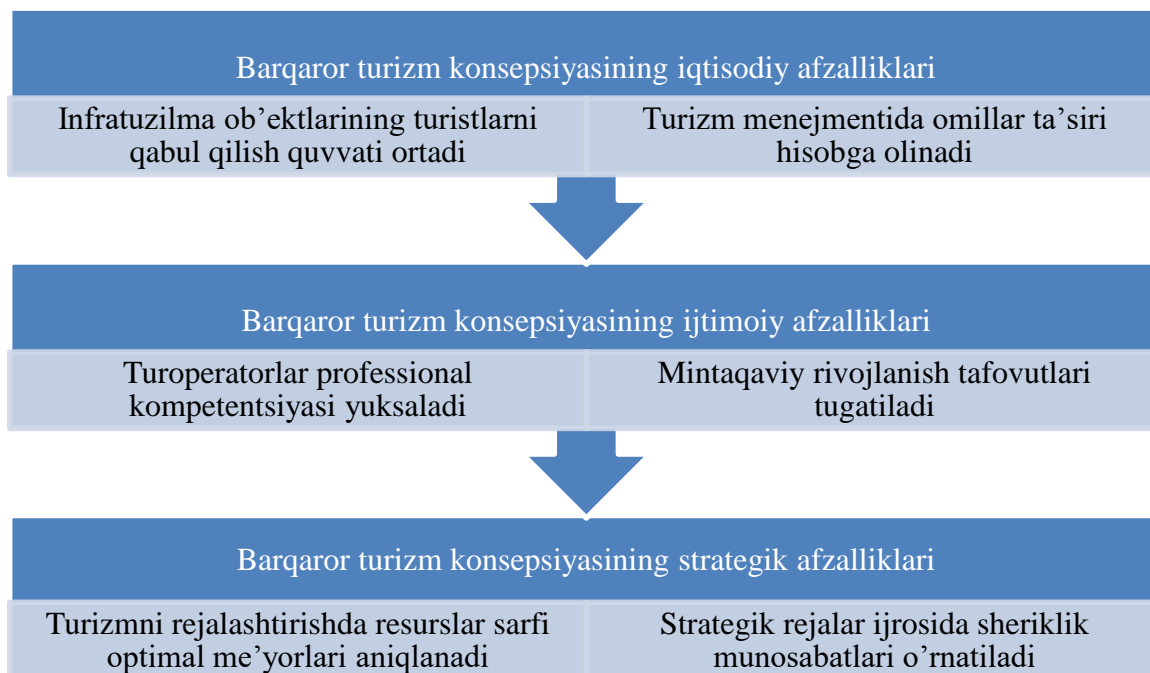 Barqaror turizm konsepsiyasining iqtisodiy afzalliklari
Infratuzilma ob’ektlarining turistlarni
qabul qilish quvvati ortadi
Turizm menejmentida omillar ta’siri
hisobga olinadi
Barqaror turizm konsepsiyasining ijtimoiy afzalliklari
Turoperatorlar professional
kompetentsiyasi yuksaladi
Mintaqaviy rivojlanish tafovutlari
tugatiladi
Barqaror turizm konsepsiyasining strategik afzalliklari
Turizmni rejalashtirishda resurslar sarfi
optimal me’yorlari aniqlanadi
Strategik rejalar ijrosida sheriklik
munosabatlari o’rnatiladi